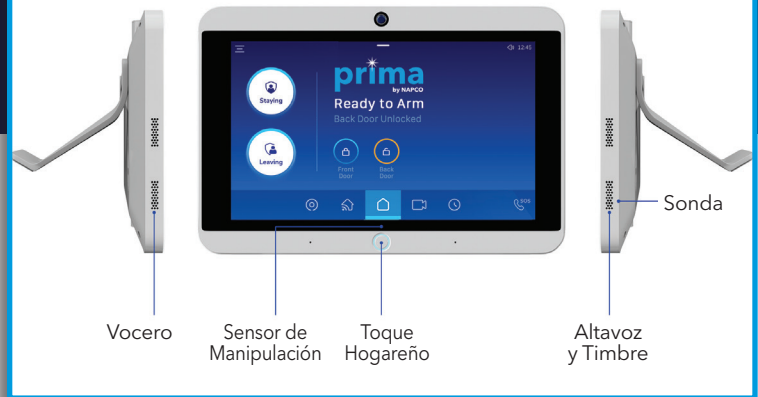 12:45
prima
by NAPCO
Staying
Ready to Arm
Back Door Unlocked
Leaving
Front
Door
Back
Door
SOS
Sonda
Vocero
Sensor de
Manipulación
Toque
Hogareño
Altavoz
y Timbre